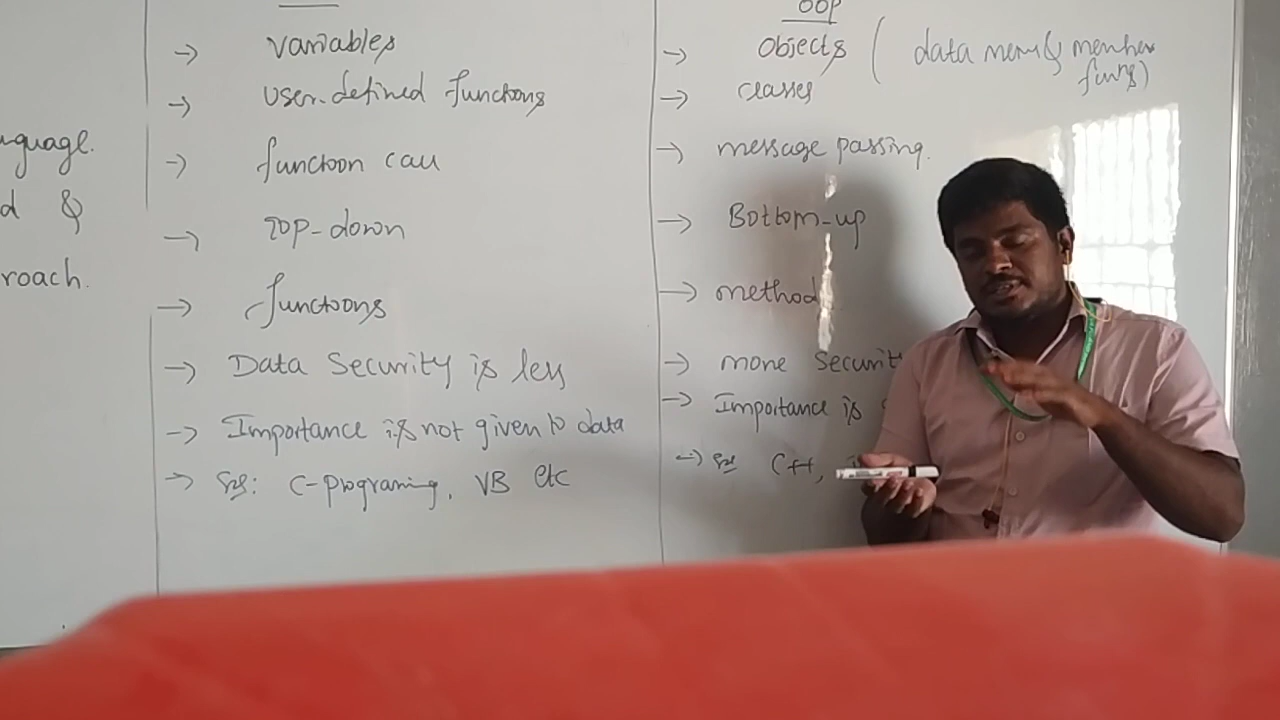 nguage.
d &
roach.
→ variables
→ User-defined functions
→ function call
→ Top-down
→ functions
→ Data Security is less
→ Importance is not given to data
→ Eg: C-Programing, VB etc
OOP
→ Objects ( data mem & member
funs)
→ classes
→ message passing.
→ Bottom-up
→ method
→ more Securit
→ Importance is
→ Eg C++,